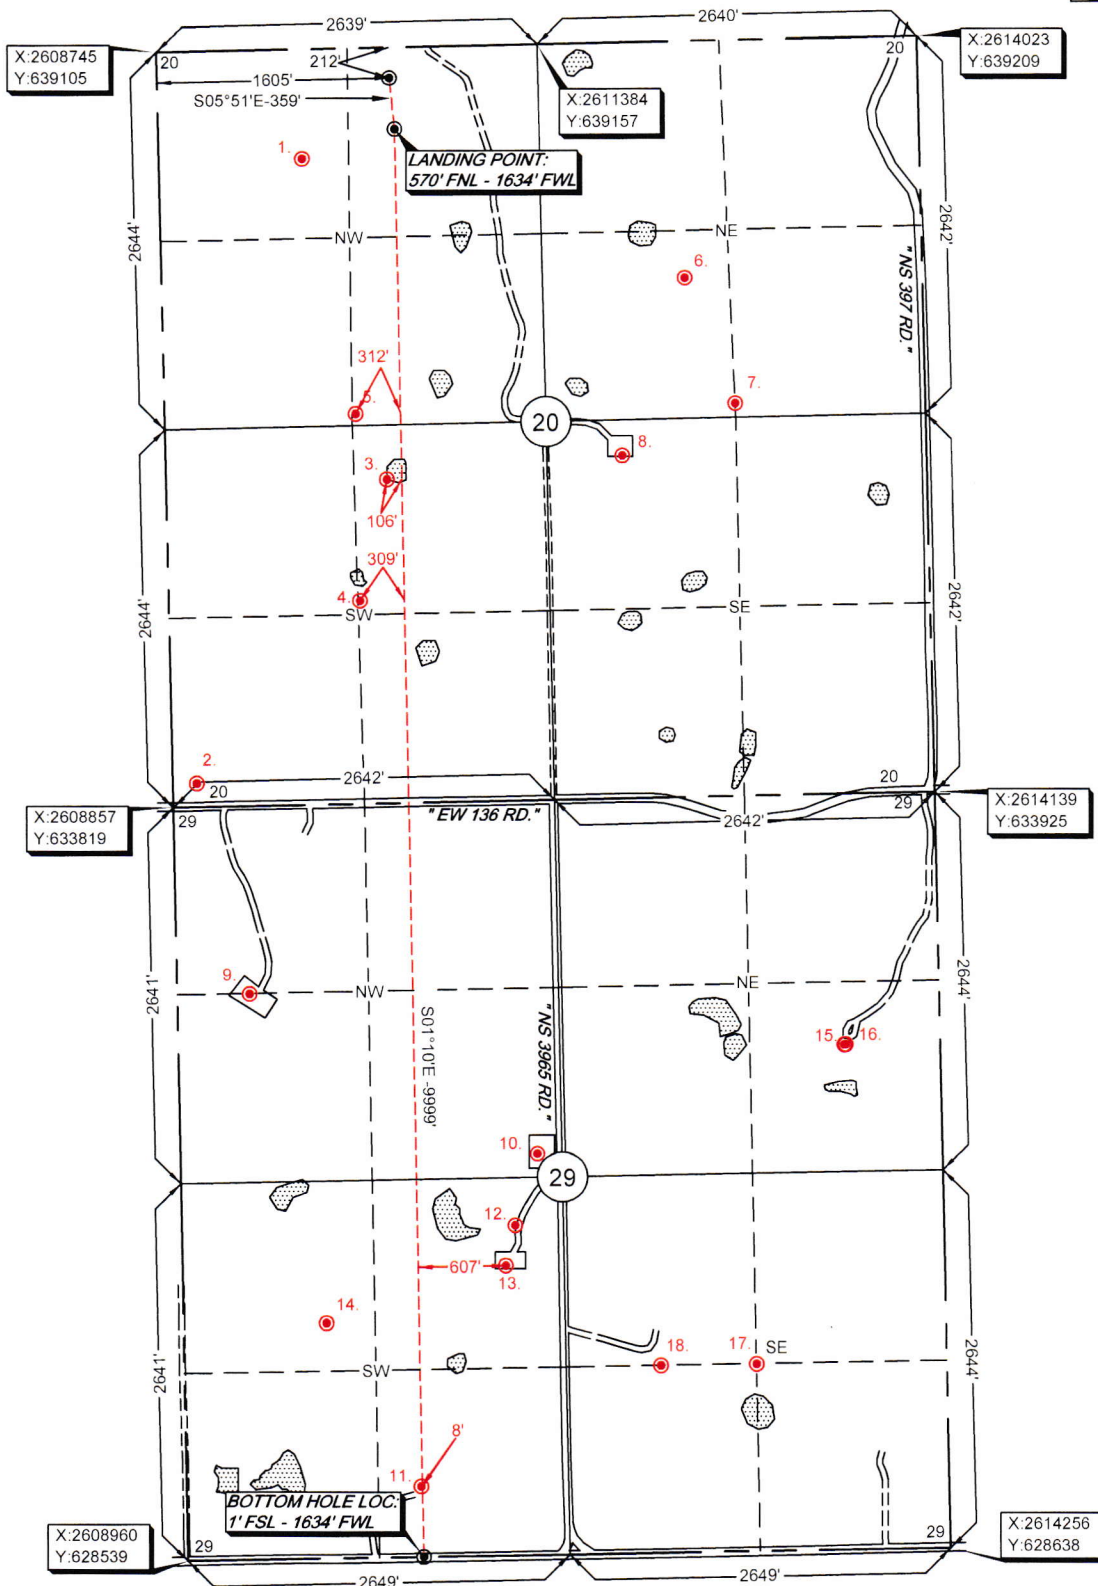 2639'
2640'
X:2608745
Y:639105
20
212'
1605'
S05°51'E-359'
20
X:2614023
Y:639209
X:2611384
Y:639157
1.
LANDING POINT:
570' FNL - 1634' FWL
2644'
NW
NE
2642'
6.
"NS 397 RD."
312'
5.
7.
20
8.
3.
106'
309'
4.
SW
SE
2644'
2642'
2.
2642'
20
20
X:2608857
Y:633819
29
"EW 136 RD."
2642'
29
X:2614139
Y:633925
9.
NW
NE
2641'
2644'
S01°10'E -9999'
"NS 3965 RD."
15.
16.
10.
29
12.
607'
13.
14.
SW
18.
17.
SE
2641'
2644'
8'
11.
BOTTOM HOLE LOC:
1' FSL - 1634' FWL
X:2608960
Y:628539
29
29
X:2614256
Y:628638
2649'
2649'